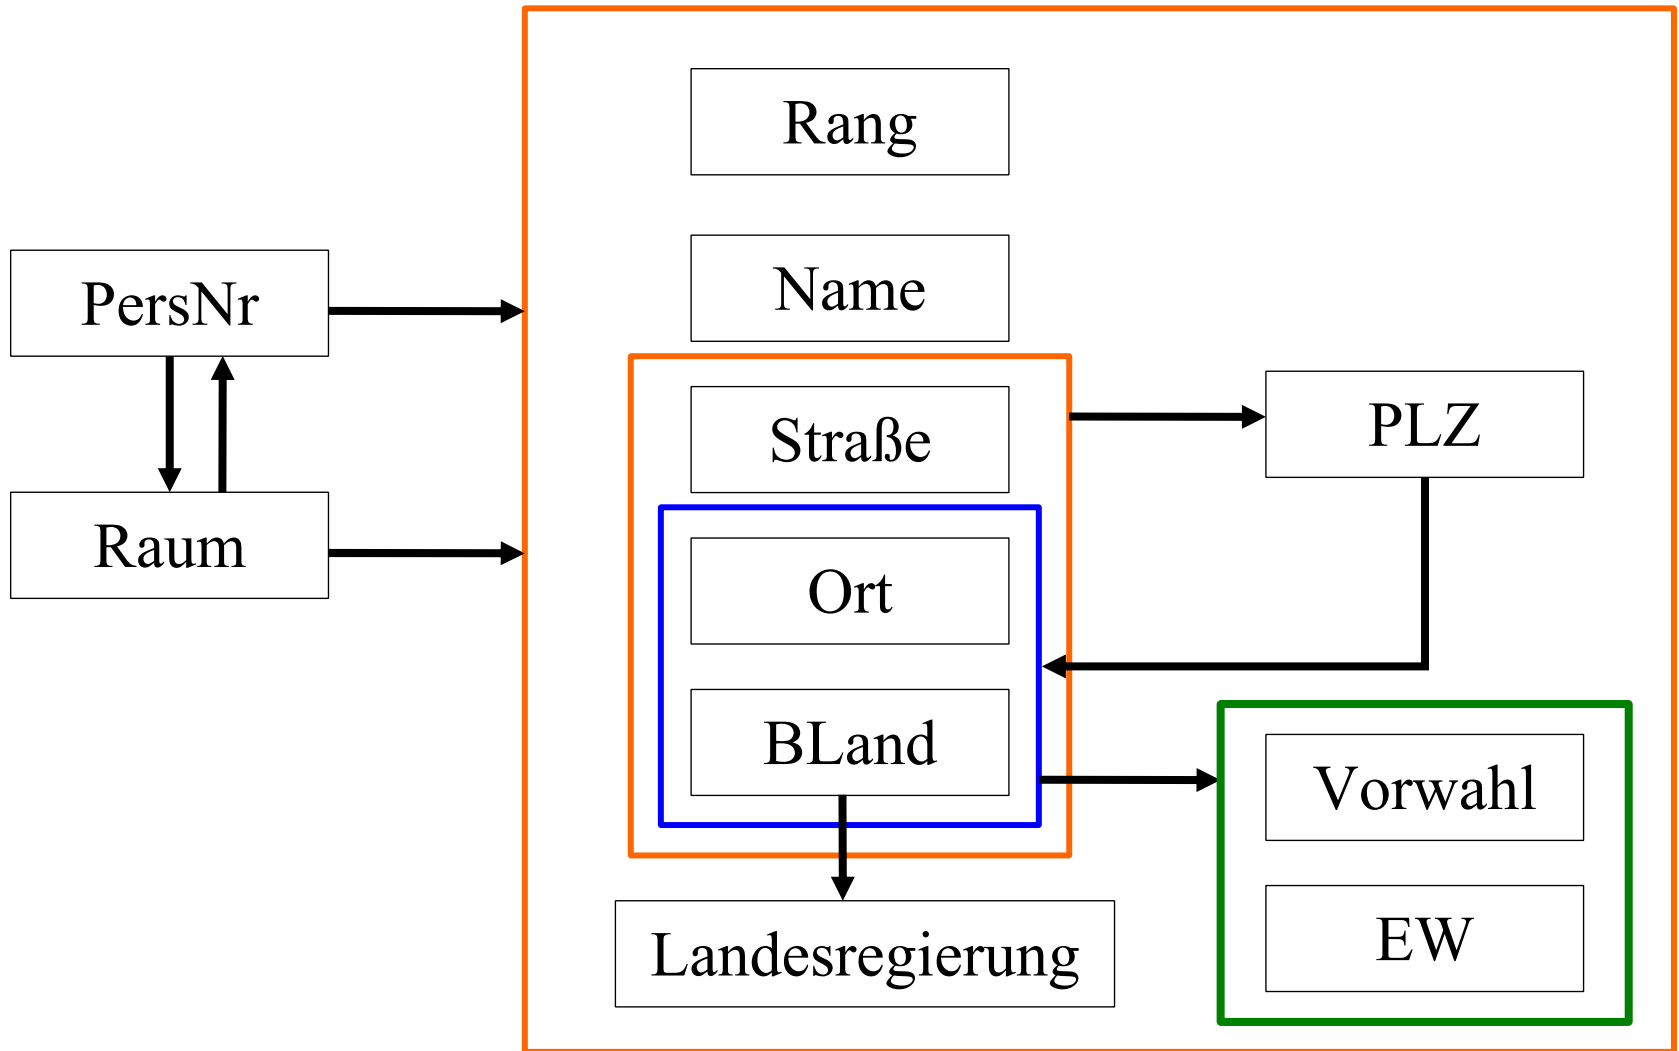 Rang
Name
PersNr
Straße
PLZ
Raum
Ort
BLand
Vorwahl
EW
Landesregierung